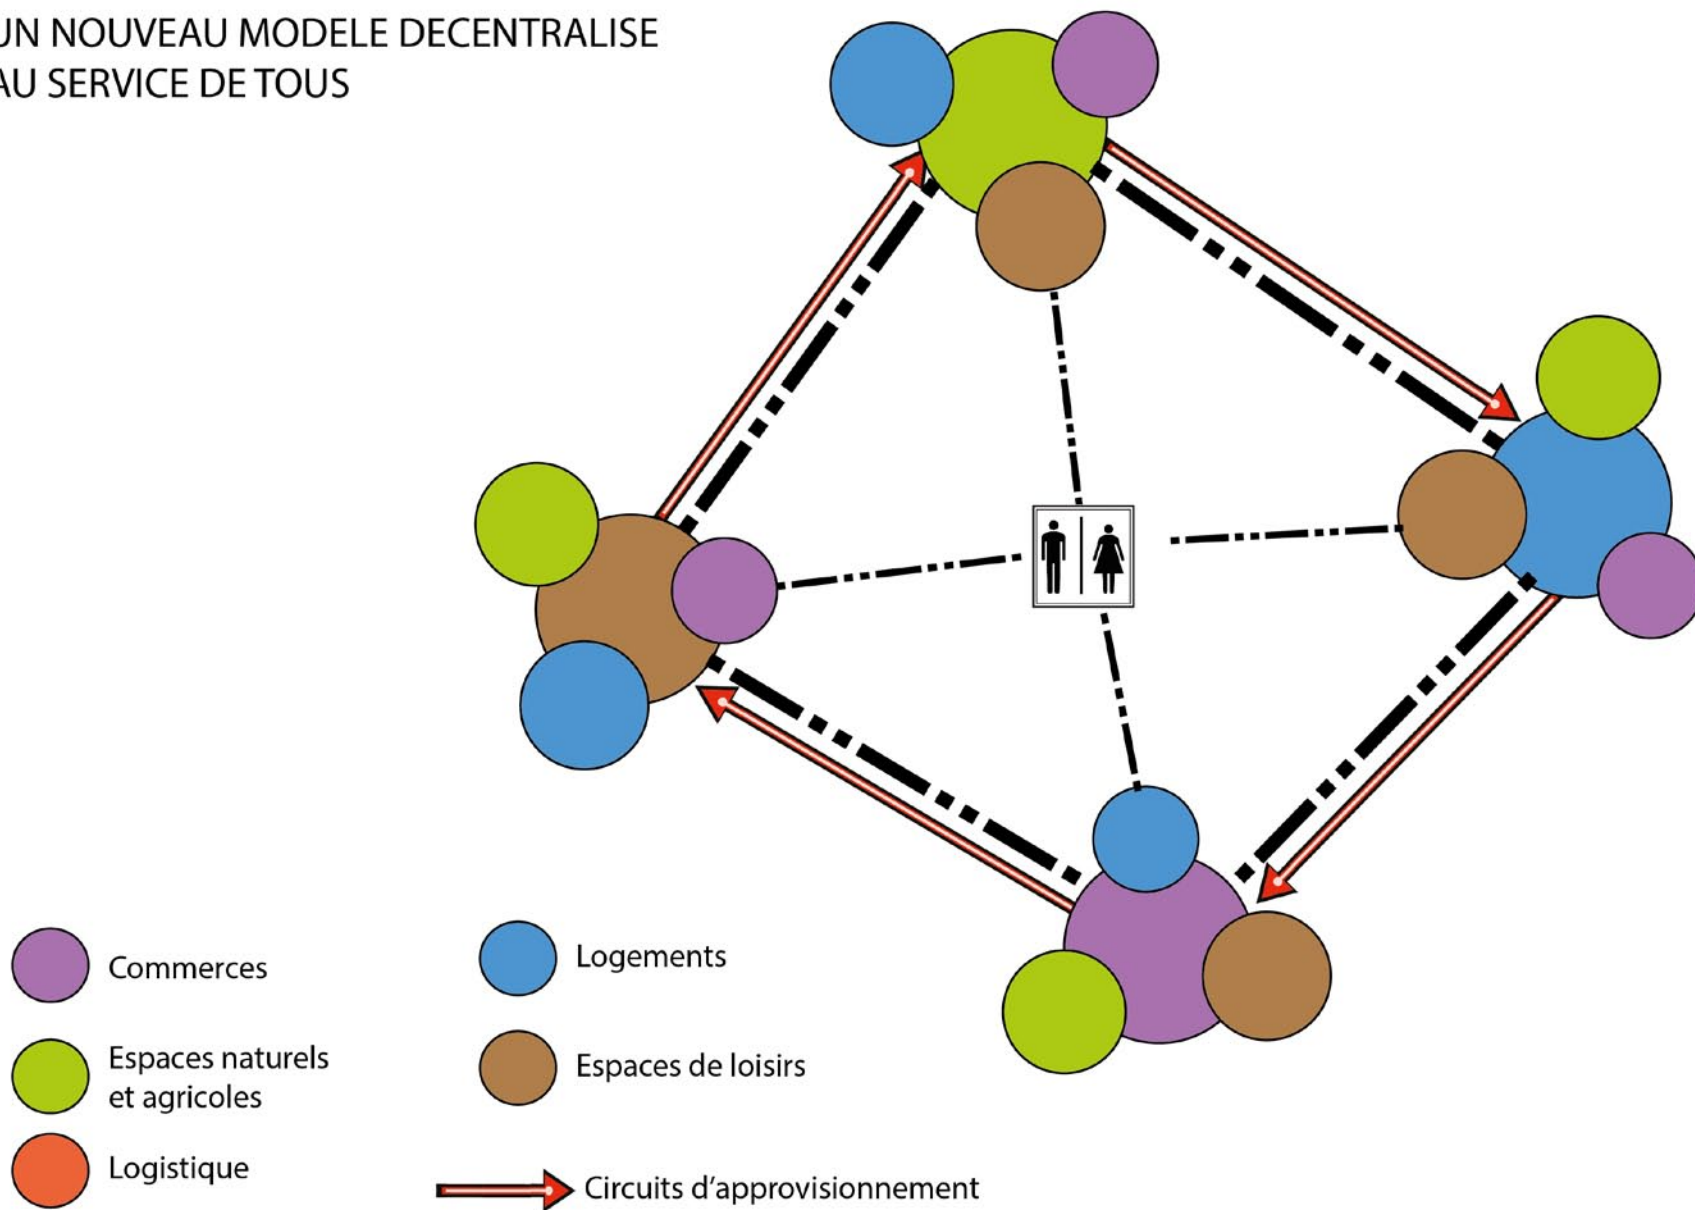 UN NOUVEAU MODELE DECENTRALISE
AU SERVICE DE TOUS
Commerces
Logements
Espaces naturels
et agricoles
Espaces de loisirs
Logistique
Circuits d'approvisionnement